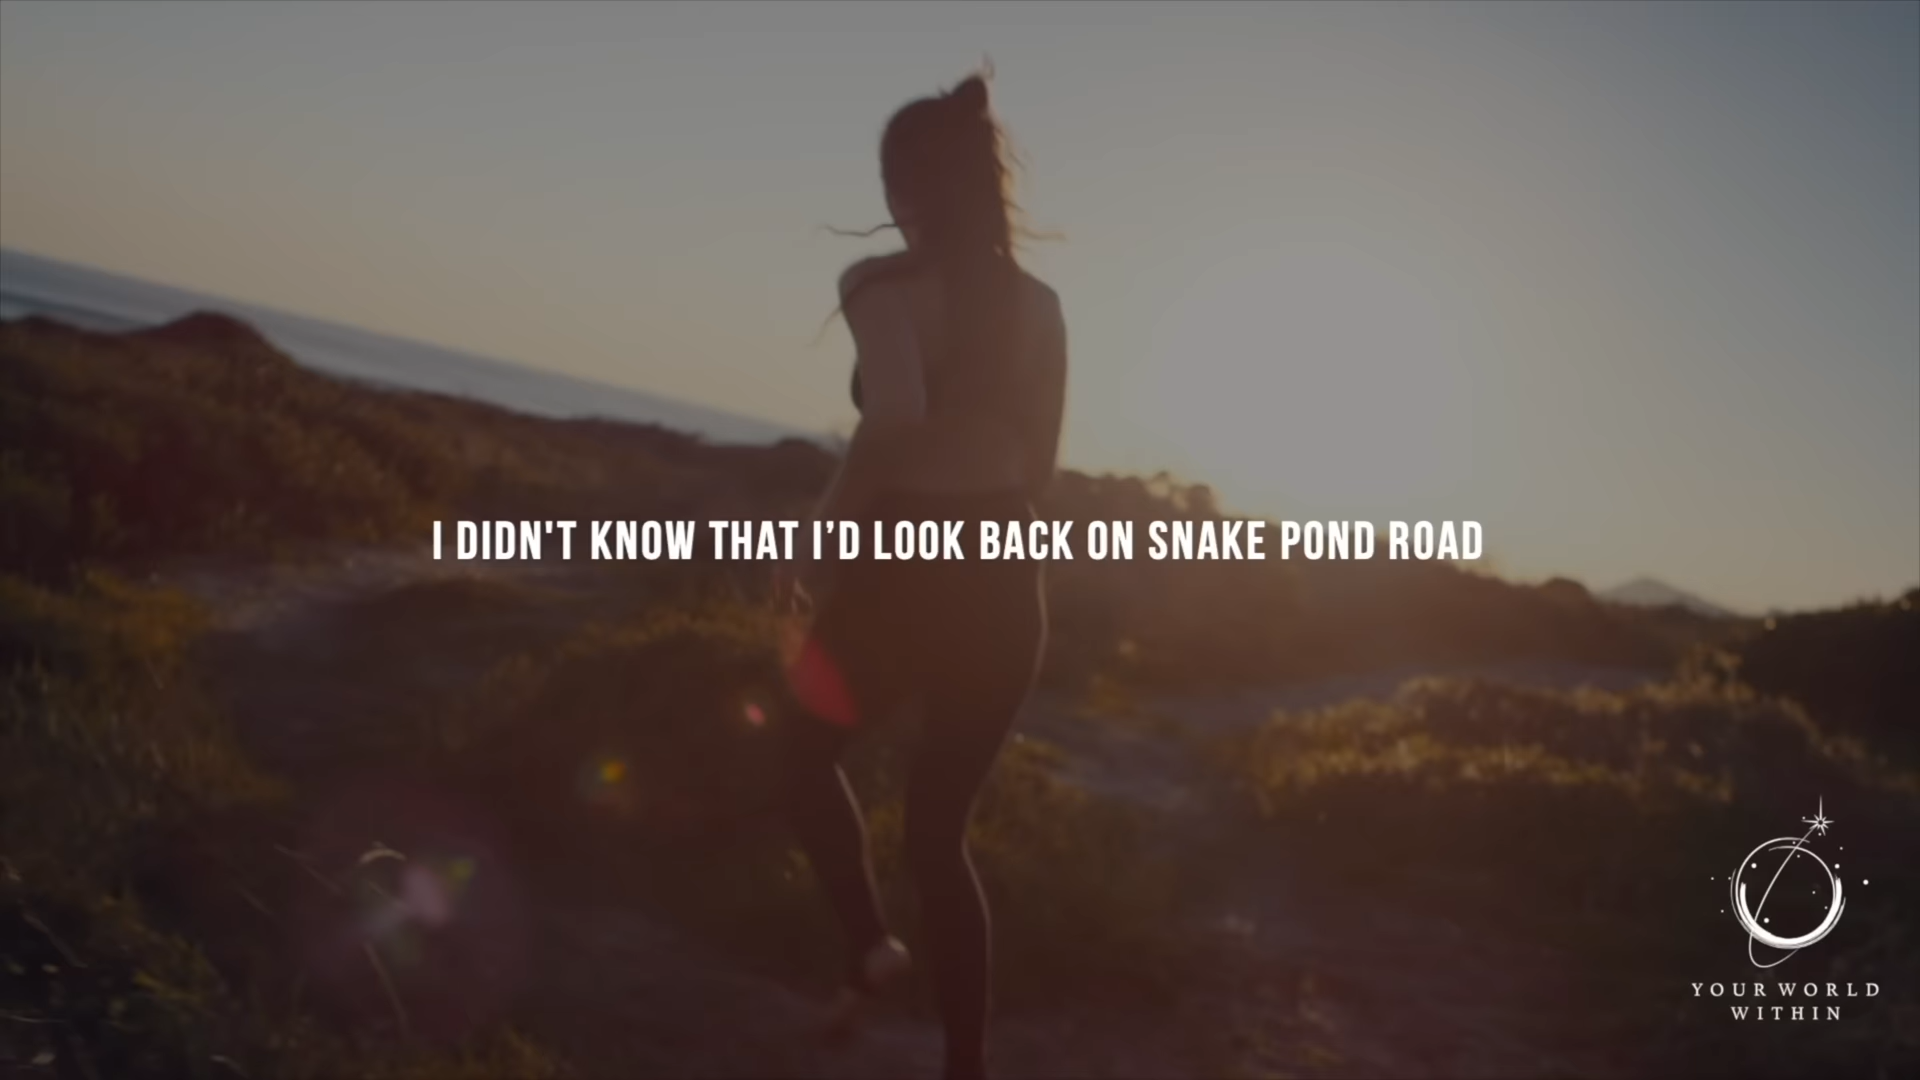 I DIDN'T KNOW THAT I’D LOOK BACK ON SNAKE POND ROAD
YOUR WORLD
WITHIN